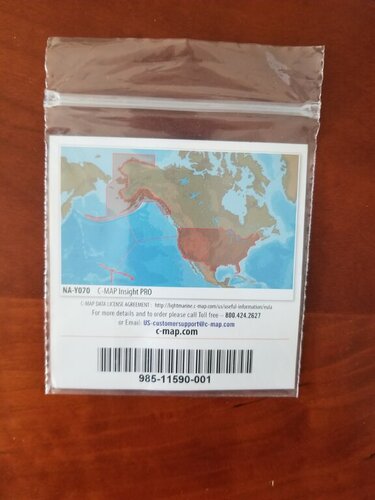 NA-Y070 C-MAP Insight PRO
C-MAP DATA LICENSE AGREEMENT http://lightmarine.c-map.com/us/useful-information/eula
For more details and to order please call Toll free – 800.424.2627
or Email: US-customersupport@c-map.com
c-map.com
985-11590-001